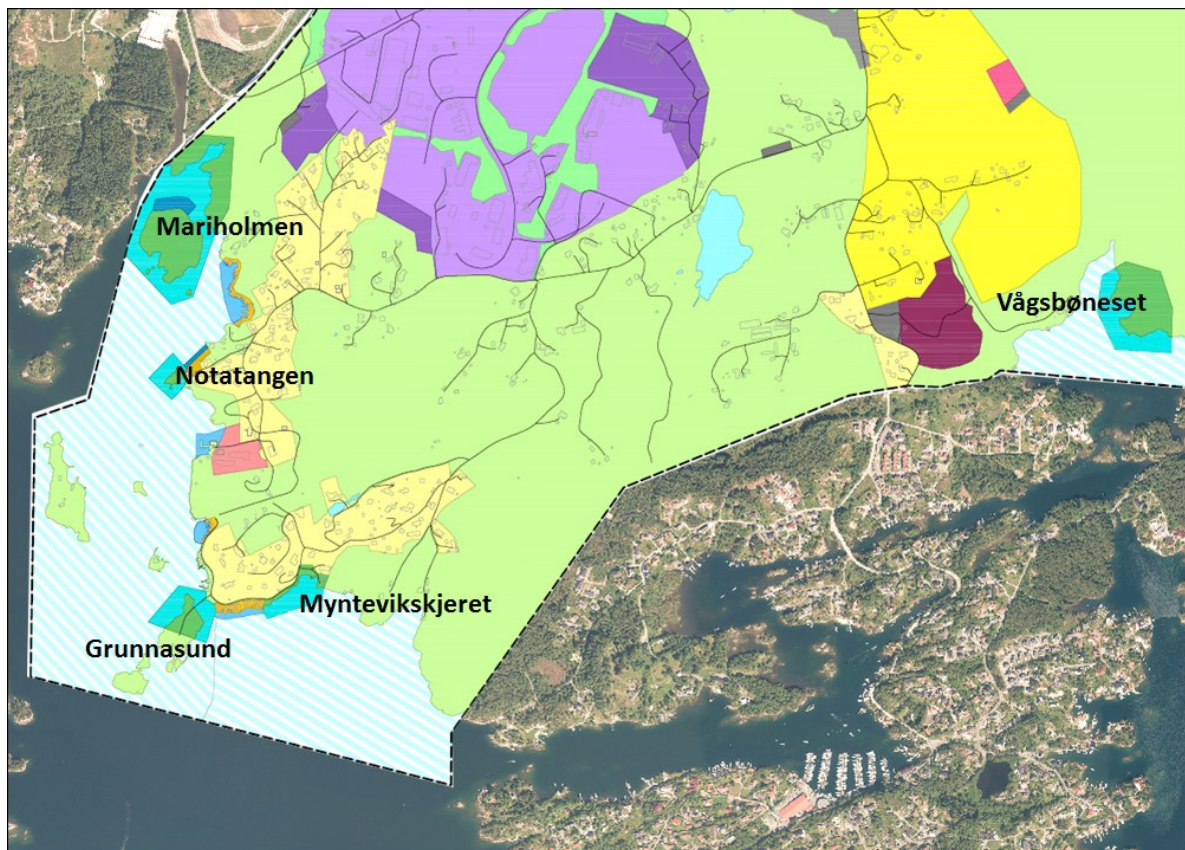 Mariholmen
Vågsbøneset
Notatangen
Myntevikskjeret
Grunnasund